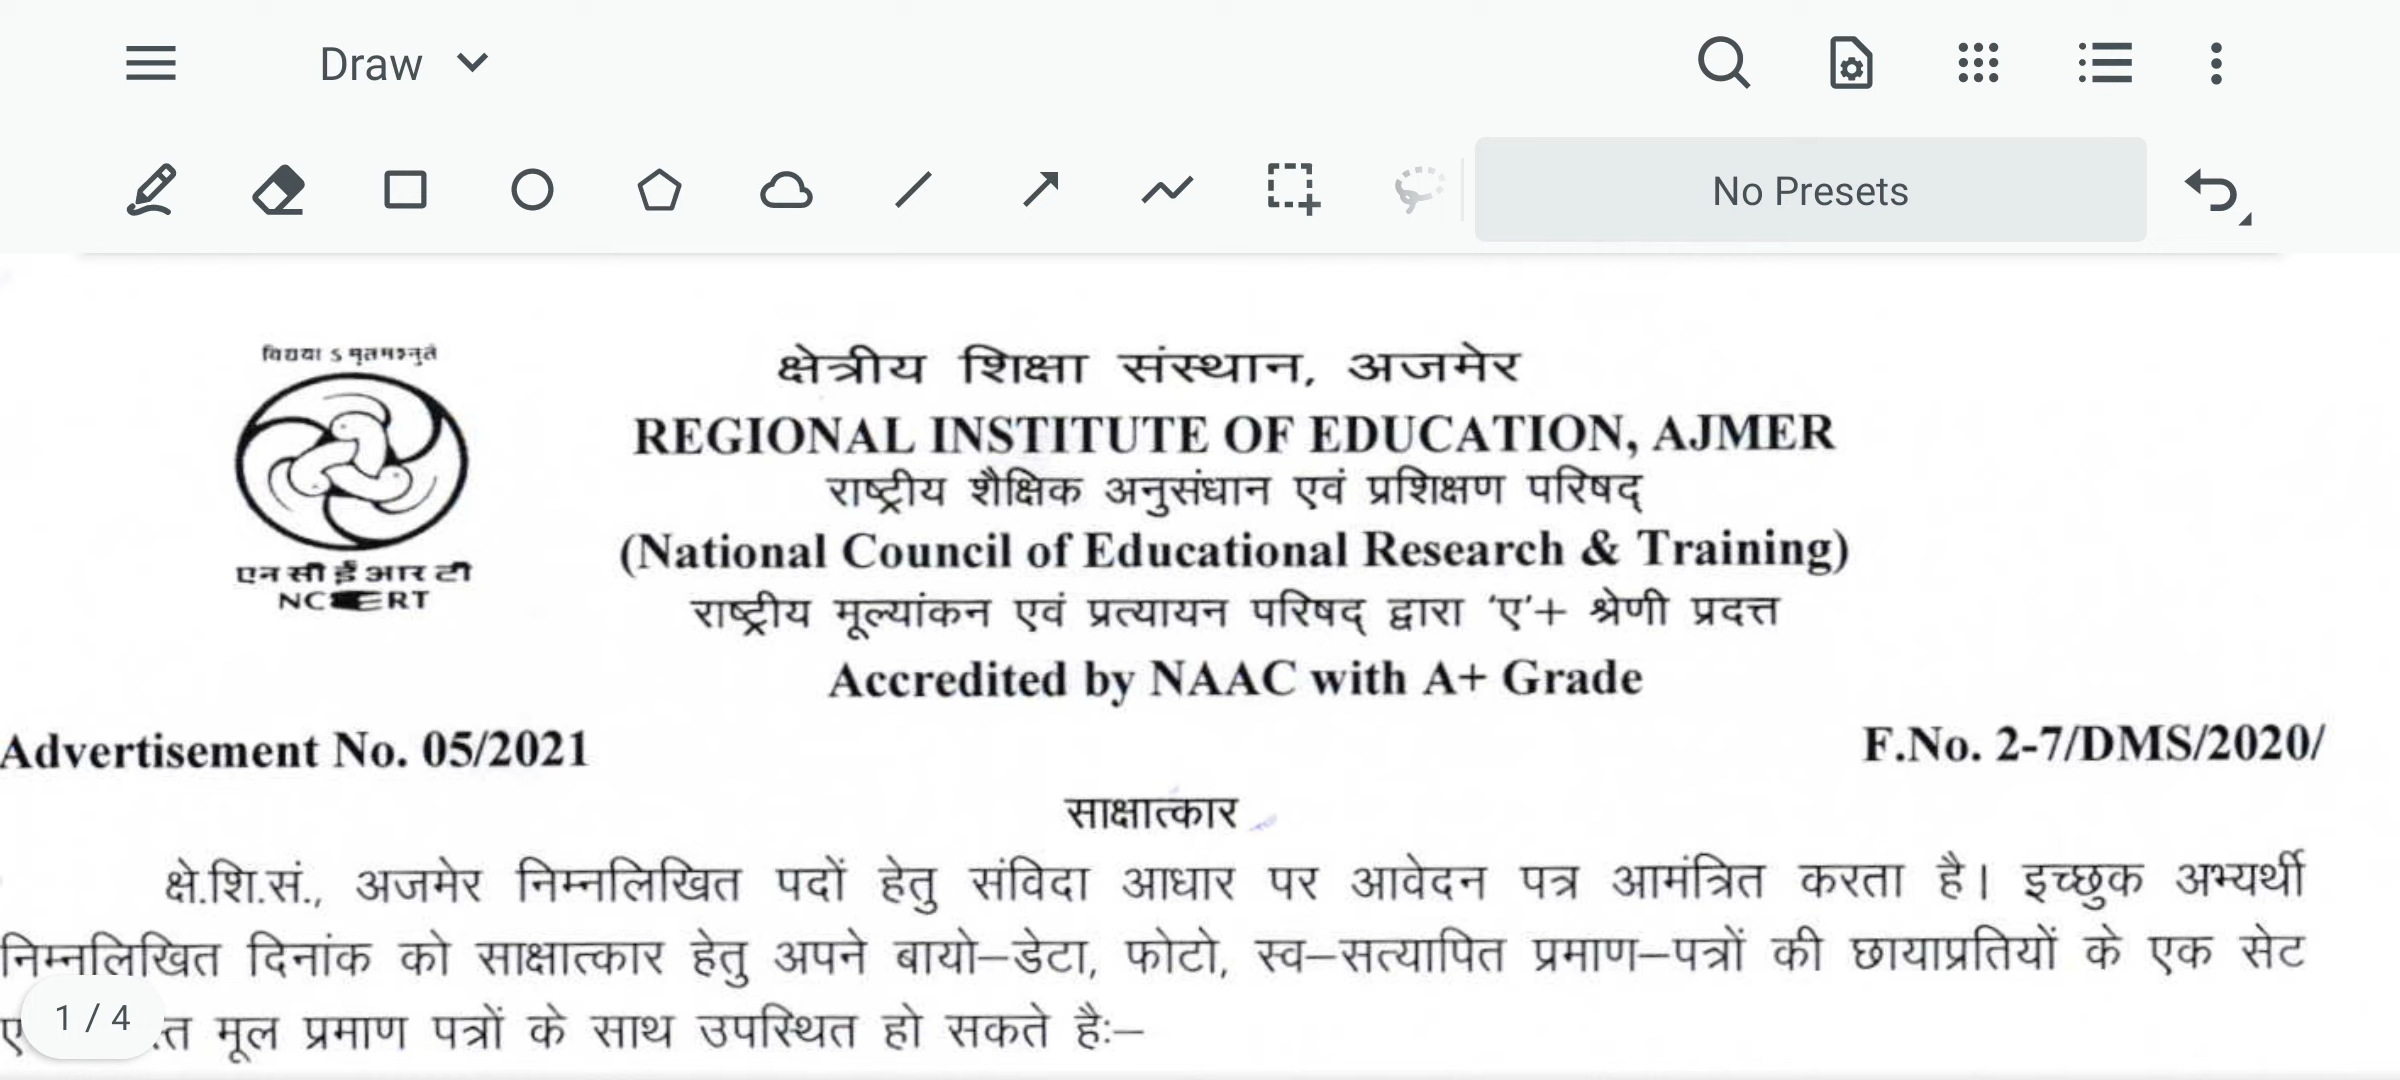 Draw
No Presets
विद्यया ऽ मृतमश्नुते
एन सी ई आर टी
NCERT
क्षेत्रीय शिक्षा संस्थान, अजमेर
REGIONAL INSTITUTE OF EDUCATION, AJMER
राष्ट्रीय शैक्षिक अनुसंधान एवं प्रशिक्षण परिषद्
(National Council of Educational Research & Training)
राष्ट्रीय मूल्यांकन एवं प्रत्यायन परिषद् द्वारा 'ए'+ श्रेणी प्रदत्त
Accredited by NAAC with A+ Grade
Advertisement No. 05/2021 F.No. 2-7/DMS/2020/
साक्षात्कार
क्षे.शि.सं., अजमेर निम्नलिखित पदों हेतु संविदा आधार पर आवेदन पत्र आमंत्रित करता है। इच्छुक अभ्यर्थी
निम्नलिखित दिनांक को साक्षात्कार हेतु अपने बायो–डेटा, फोटो, स्व–सत्यापित प्रमाण–पत्रों की छायाप्रतियों के एक सेट
मूल प्रमाण पत्रों के साथ उपस्थित हो सकते है:–
1 / 4